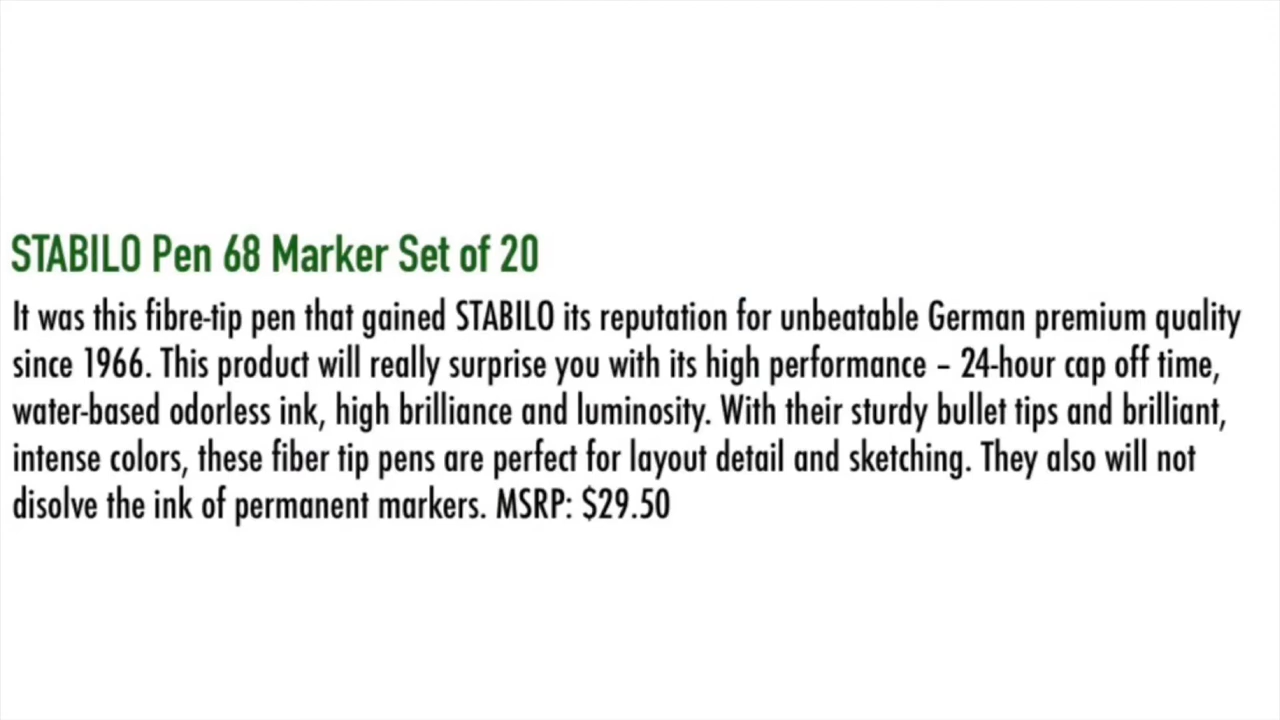 STABILO Pen 68 Marker Set of 20
It was this fibre-tip pen that gained STABILO its reputation for unbeatable German premium quality
since 1966. This product will really surprise you with its high performance – 24-hour cap off time,
water-based odorless ink, high brilliance and luminosity. With their sturdy bullet tips and brilliant,
intense colors, these fiber tip pens are perfect for layout detail and sketching. They also will not
disolve the ink of permanent markers. MSRP: $29.50